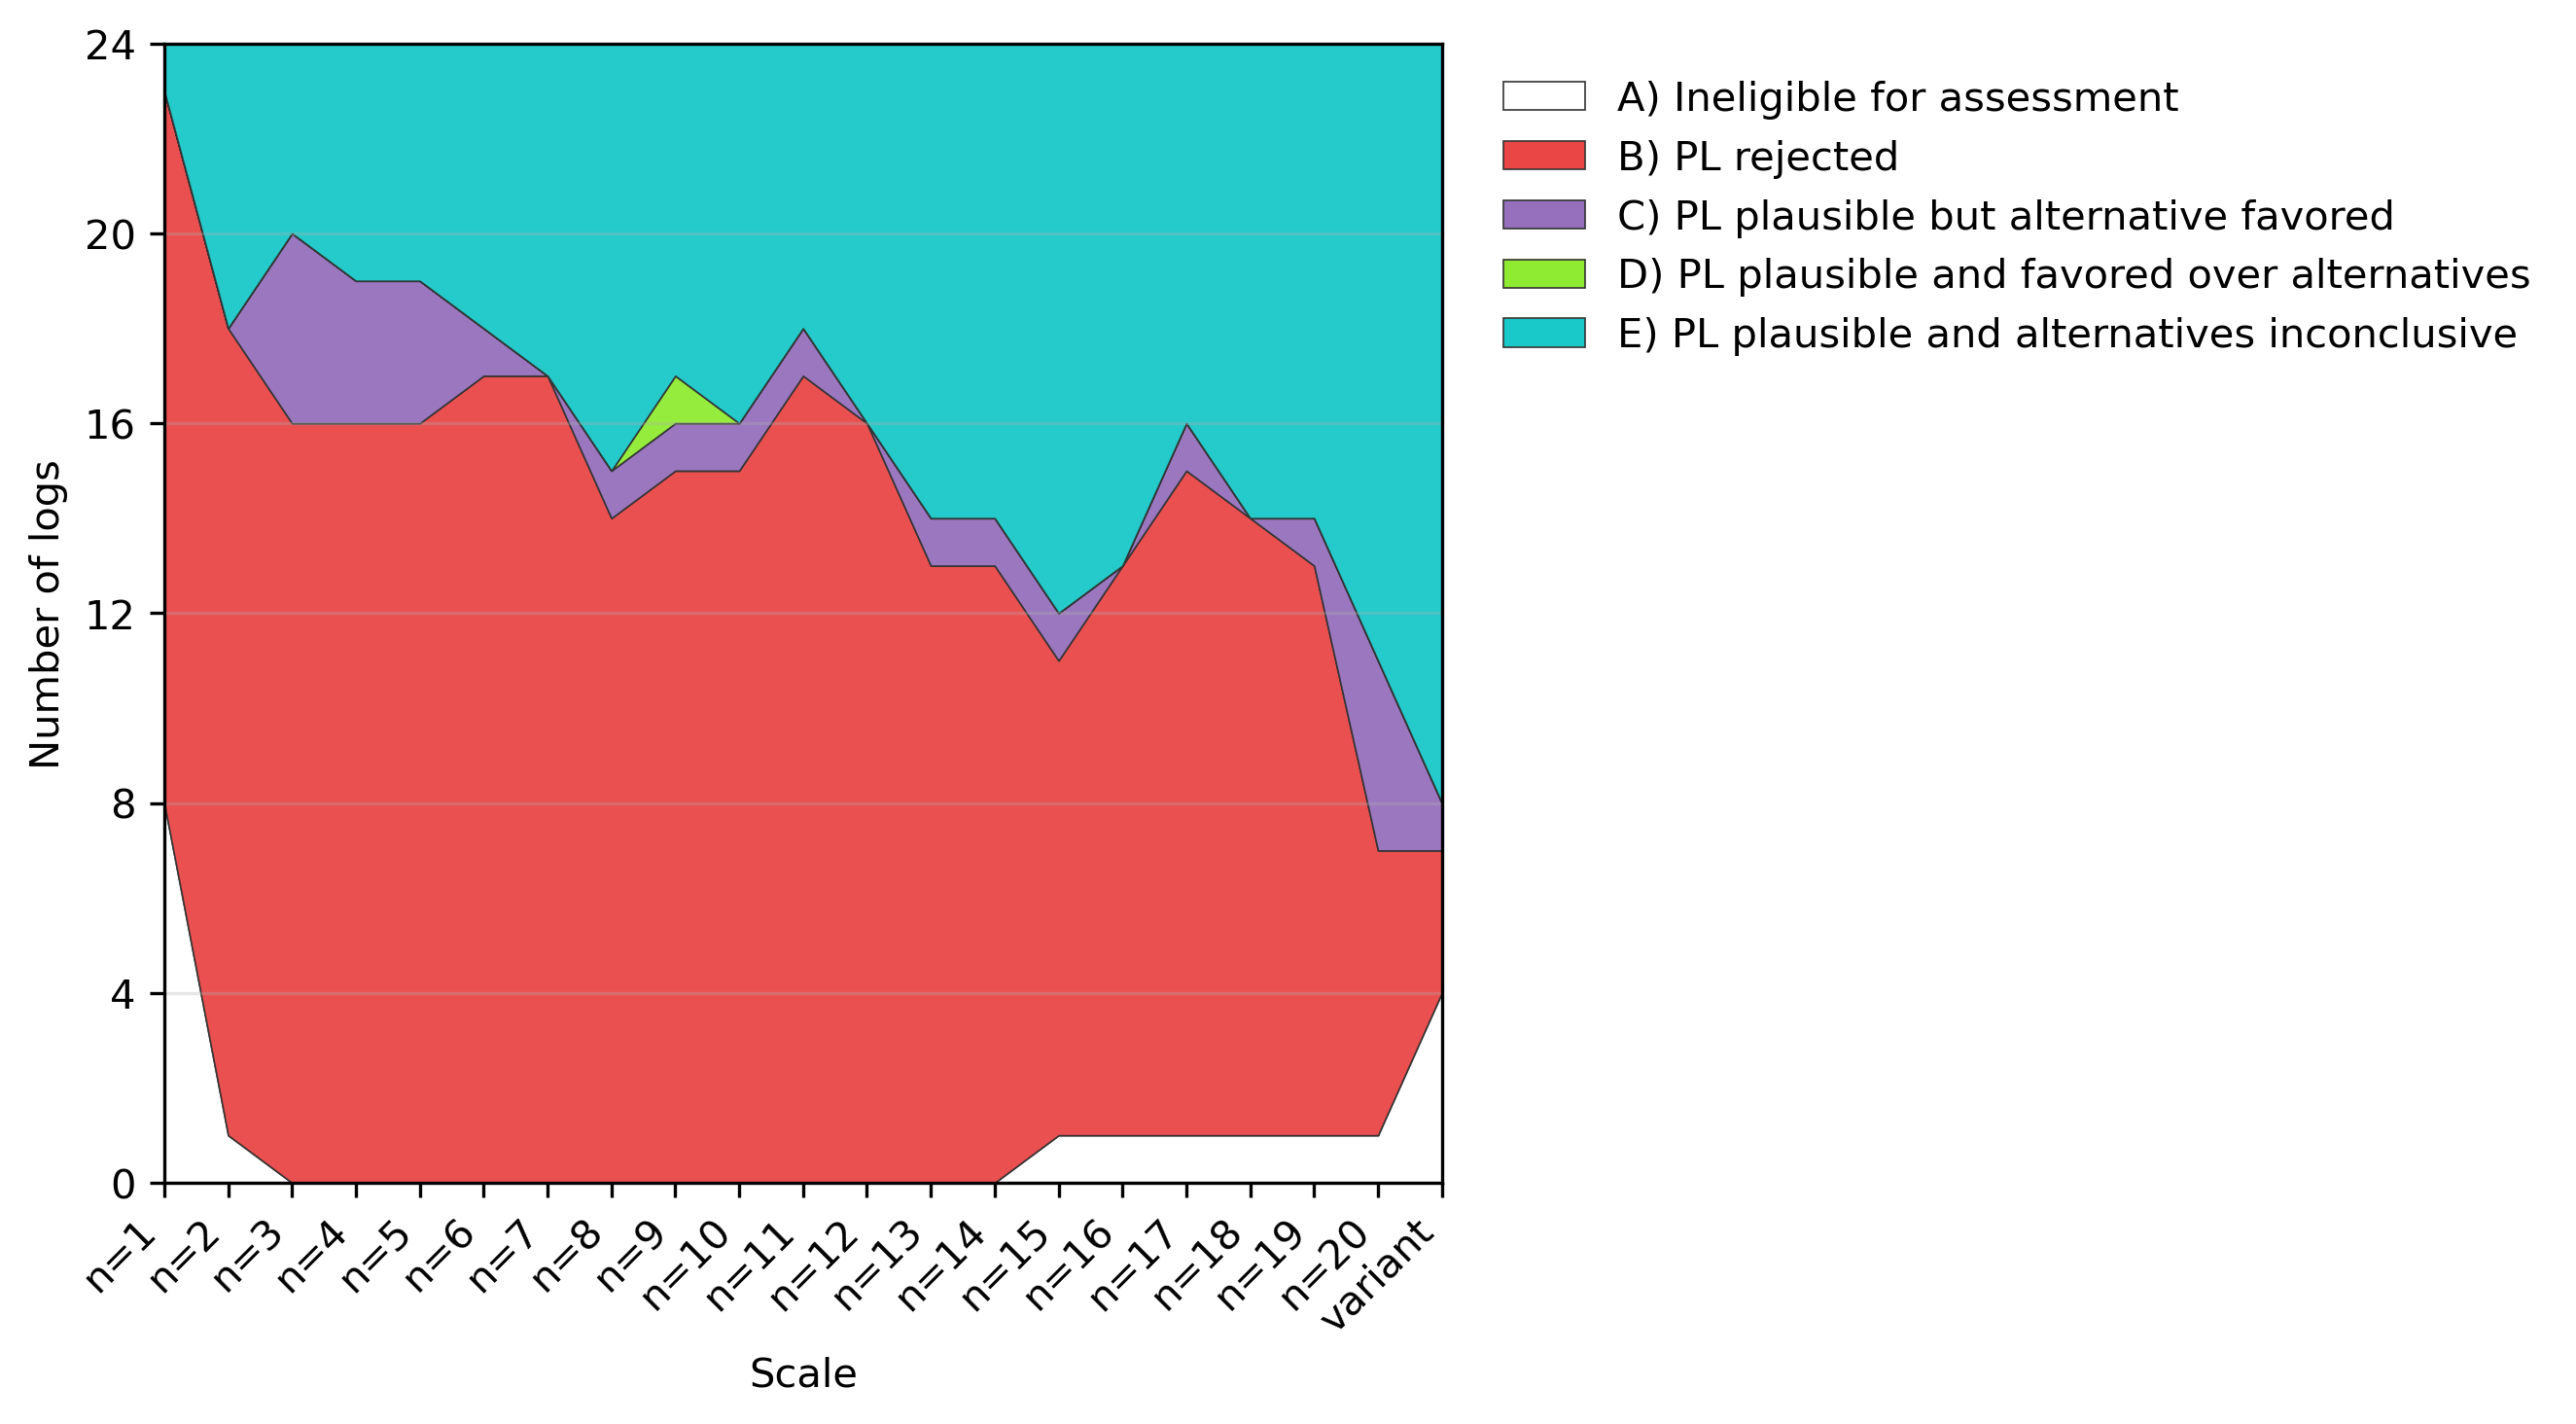 24
20
16
12
8
4
0
Number of logs
n=1
n=2
n=3
n=4
n=5
n=6
n=7
n=8
n=9
n=10
n=11
n=12
n=13
n=14
n=15
n=16
n=17
n=18
n=19
n=20
variant
Scale
A) Ineligible for assessment
B) PL rejected
C) PL plausible but alternative favored
D) PL plausible and favored over alternatives
E) PL plausible and alternatives inconclusive